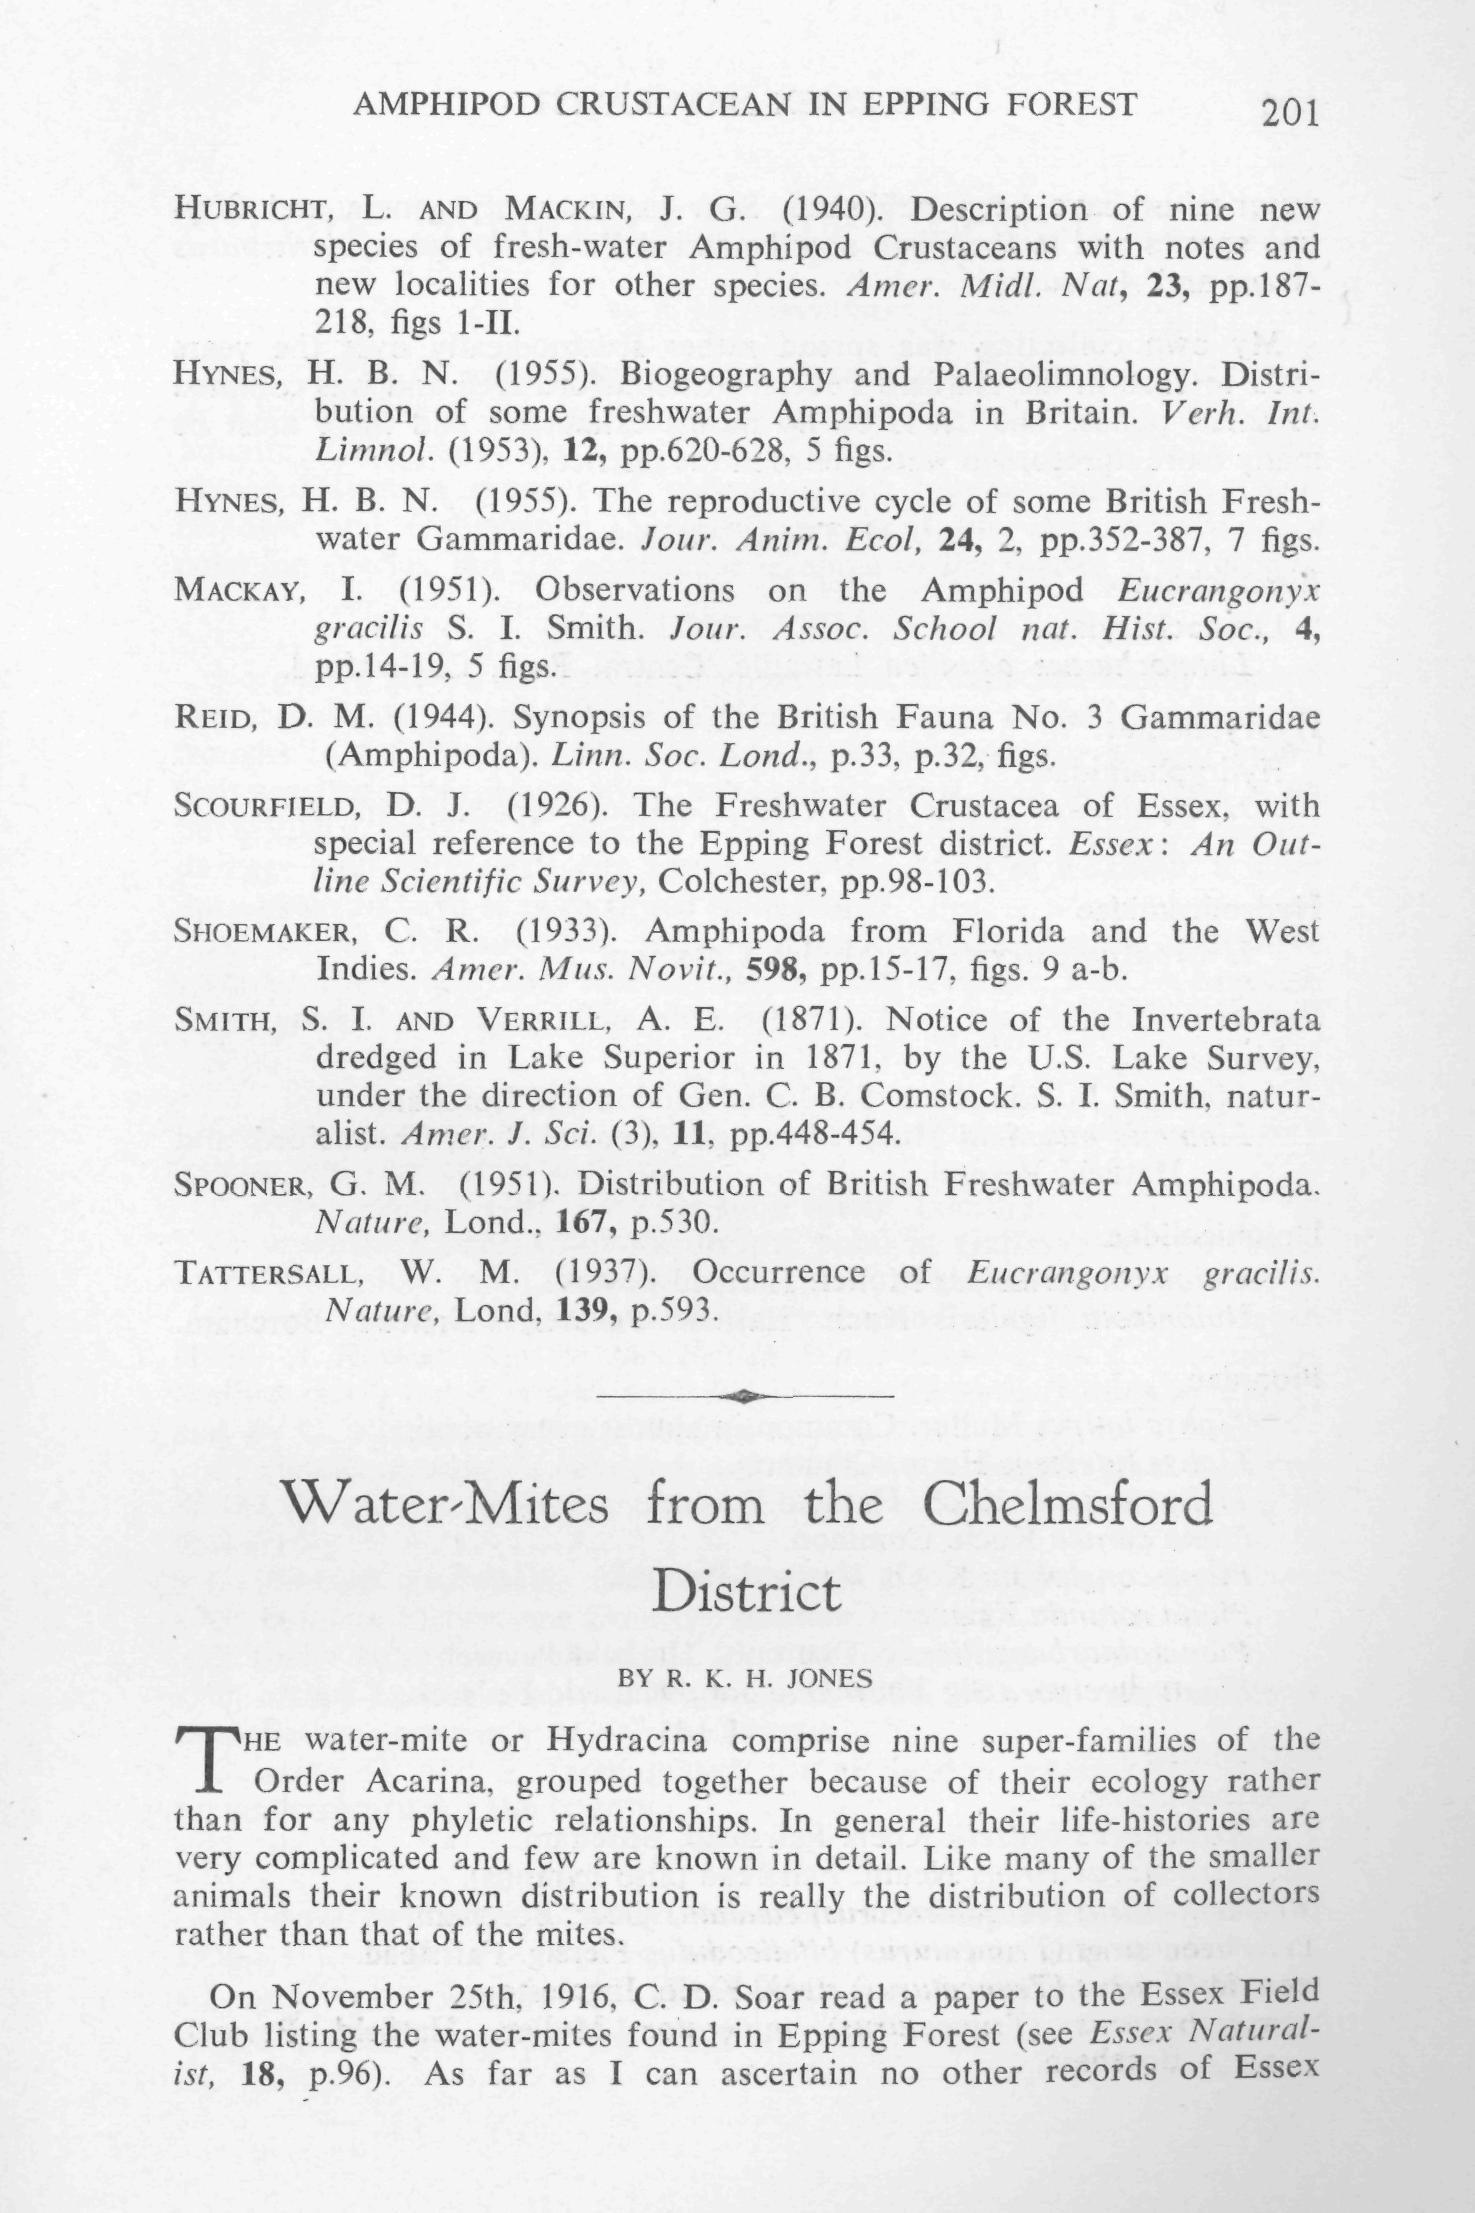 AMPHIPOD CRUSTACEAN IN EPPING FOREST 201
HUBRICHT, L. AND MACKIN, J. G. (1940). Description of nine new
species of fresh-water Amphipod Crustaceans with notes and
new localities for other species. Amer. Midl. Nat, 23, pp.187-
218, figs 1-II.
HYNES, H. B. N. (1955). Biogeography and Palaeolimnology. Distri-
bution of some freshwater Amphipoda in Britain. Verh. Int.
Limnol. (1953), 12, pp.620-628, 5 figs.
HYNES, H. B. N. (1955). The reproductive cycle of some British Fresh-
water Gammaridae. Jour. Anim. Ecol, 24, 2, pp.352-387, 7 figs.
MACKAY, I. (1951). Observations on the Amphipod Eucrangonyx
gracilis S. I. Smith. Jour. Assoc. School nat. Hist. Soc., 4,
pp.14-19, 5 figs.
REID, D. M. (1944). Synopsis of the British Fauna No. 3 Gammaridae
(Amphipoda). Linn. Soc. Lond., p.33, p.32, figs.
SCOURFIELD, D. J. (1926). The Freshwater Crustacea of Essex, with
special reference to the Epping Forest district. Essex: An Out-
line Scientific Survey, Colchester, pp.98-103.
SHOEMAKER, C. R. (1933). Amphipoda from Florida and the West
Indies. Amer. Mus. Novit., 598, pp.15-17, figs. 9 a-b.
SMITH, S. I. AND VERRILL, A. E. (1871). Notice of the Invertebrata
dredged in Lake Superior in 1871, by the U.S. Lake Survey,
under the direction of Gen. C. B. Comstock. S. I. Smith, natur-
alist. Amer. J. Sci. (3), 11, pp.448-454.
SPOONER, G. M. (1951). Distribution of British Freshwater Amphipoda.
Nature, Lond., 167, p.530.
TATTERSALL, W. M. (1937). Occurrence of Eucrangonyx gracilis.
Nature, Lond, 139, p.593.
Water-Mites from the Chelmsford
District
BY R. K. H. JONES
THE water-mite or Hydracina comprise nine super-families of the
Order Acarina, grouped together because of their ecology rather
than for any phyletic relationships. In general their life-histories are
very complicated and few are known in detail. Like many of the smaller
animals their known distribution is really the distribution of collectors
rather than that of the mites.
On November 25th, 1916, C. D. Soar read a paper to the Essex Field
Club listing the water-mites found in Epping Forest (see Essex Natural-
ist, 18, p.96). As far as I can ascertain no other records of Essex